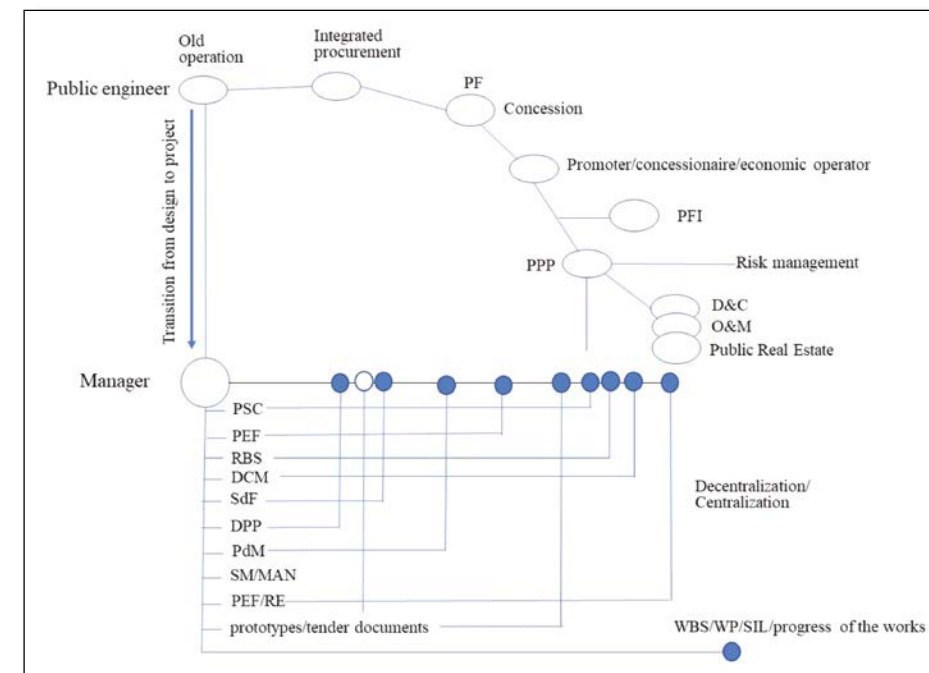 Old
operation
Integrated
procurement
Public engineer
PF
Concession
Transition from design to project
Promoter/concessionaire/economic operator
PFI
PPP
Risk management
D&C
O&M
Public Real Estate
Manager
PSC
PEF
RBS
DCM
SdF
DPP
PdM
SM/MAN
PEF/RE
prototypes/tender documents
Decentralization/
Centralization
WBS/WP/SIL/progress of the works